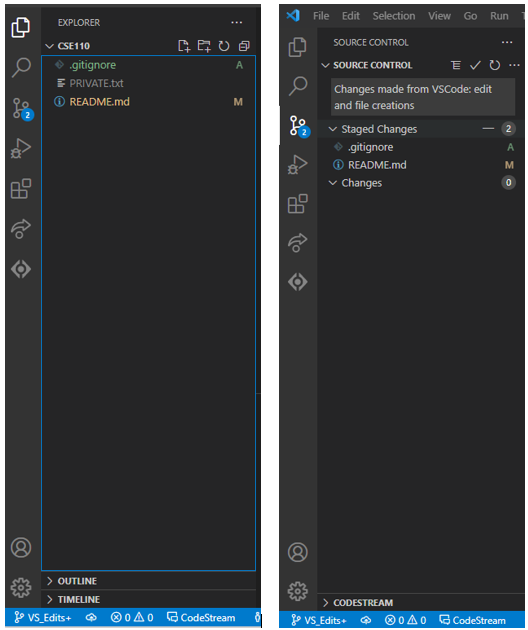 EXPLORER
CSE110
.gitignore A
PRIVATE.txt
README.md M
2
OUTLINE
TIMELINE
VS_Edits+ 0 0 CodeStream
File Edit Selection View Go Run
SOURCE CONTROL
SOURCE CONTROL
Changes made from VSCode: edit
and file creations
Staged Changes 2
.gitignore A
README.md M
Changes 0
2
CODESTREAM
VS_Edits+ 0 0 CodeStream